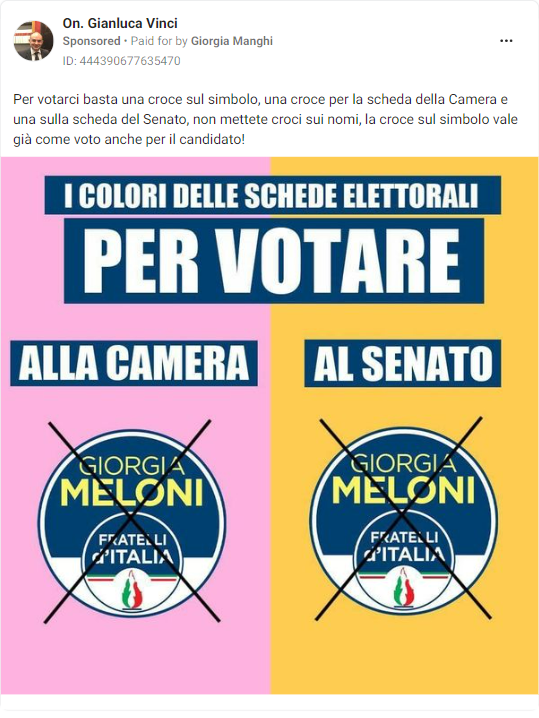 On. Gianluca Vinci
Sponsored • Paid for by Giorgia Manghi
ID: 444390677635470
Per votarci basta una croce sul simbolo, una croce per la scheda della Camera e
una sulla scheda del Senato, non mettete croci sui nomi, la croce sul simbolo vale
già come voto anche per il candidato!
I COLORI DELLE SCHEDE ELETTORALI
PER VOTARE
ALLA CAMERA
GIORGIA
MELONI
FRATELLI
d'ITALIA
AL SENATO
GIORGIA
MELONI
FRATELLI
d'ITALIA